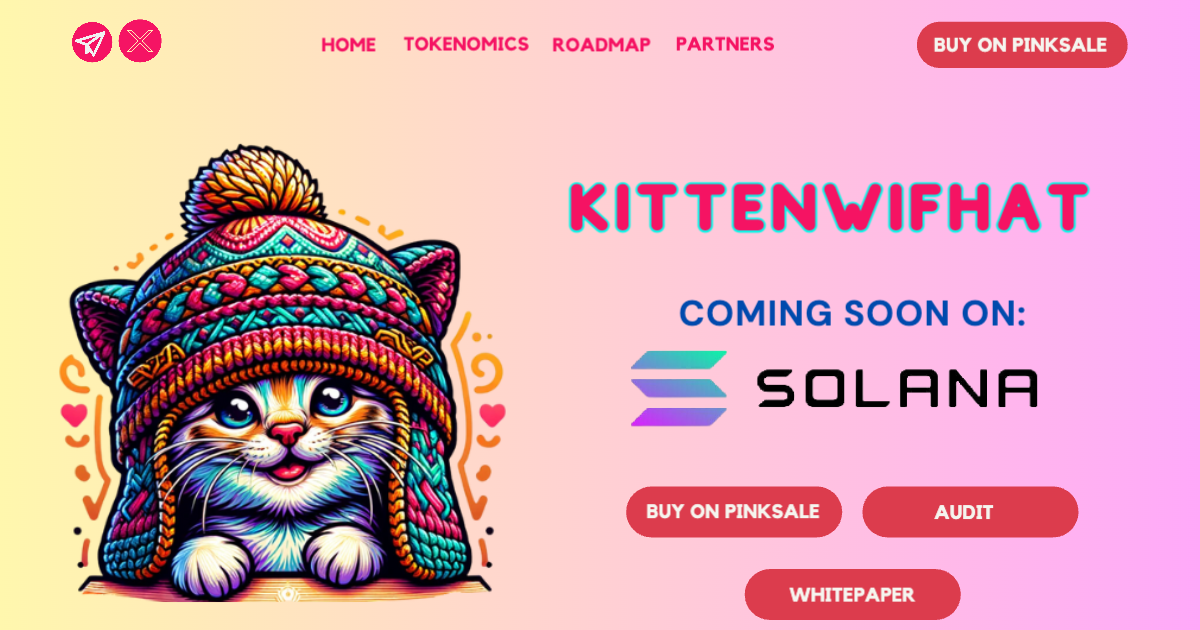 HOME TOKENOMICS ROADMAP PARTNERS BUY ON PINKSALE
KITTENWIFHAT
COMING SOON ON:
SOLANA
BUY ON PINKSALE AUDIT
WHITEPAPER